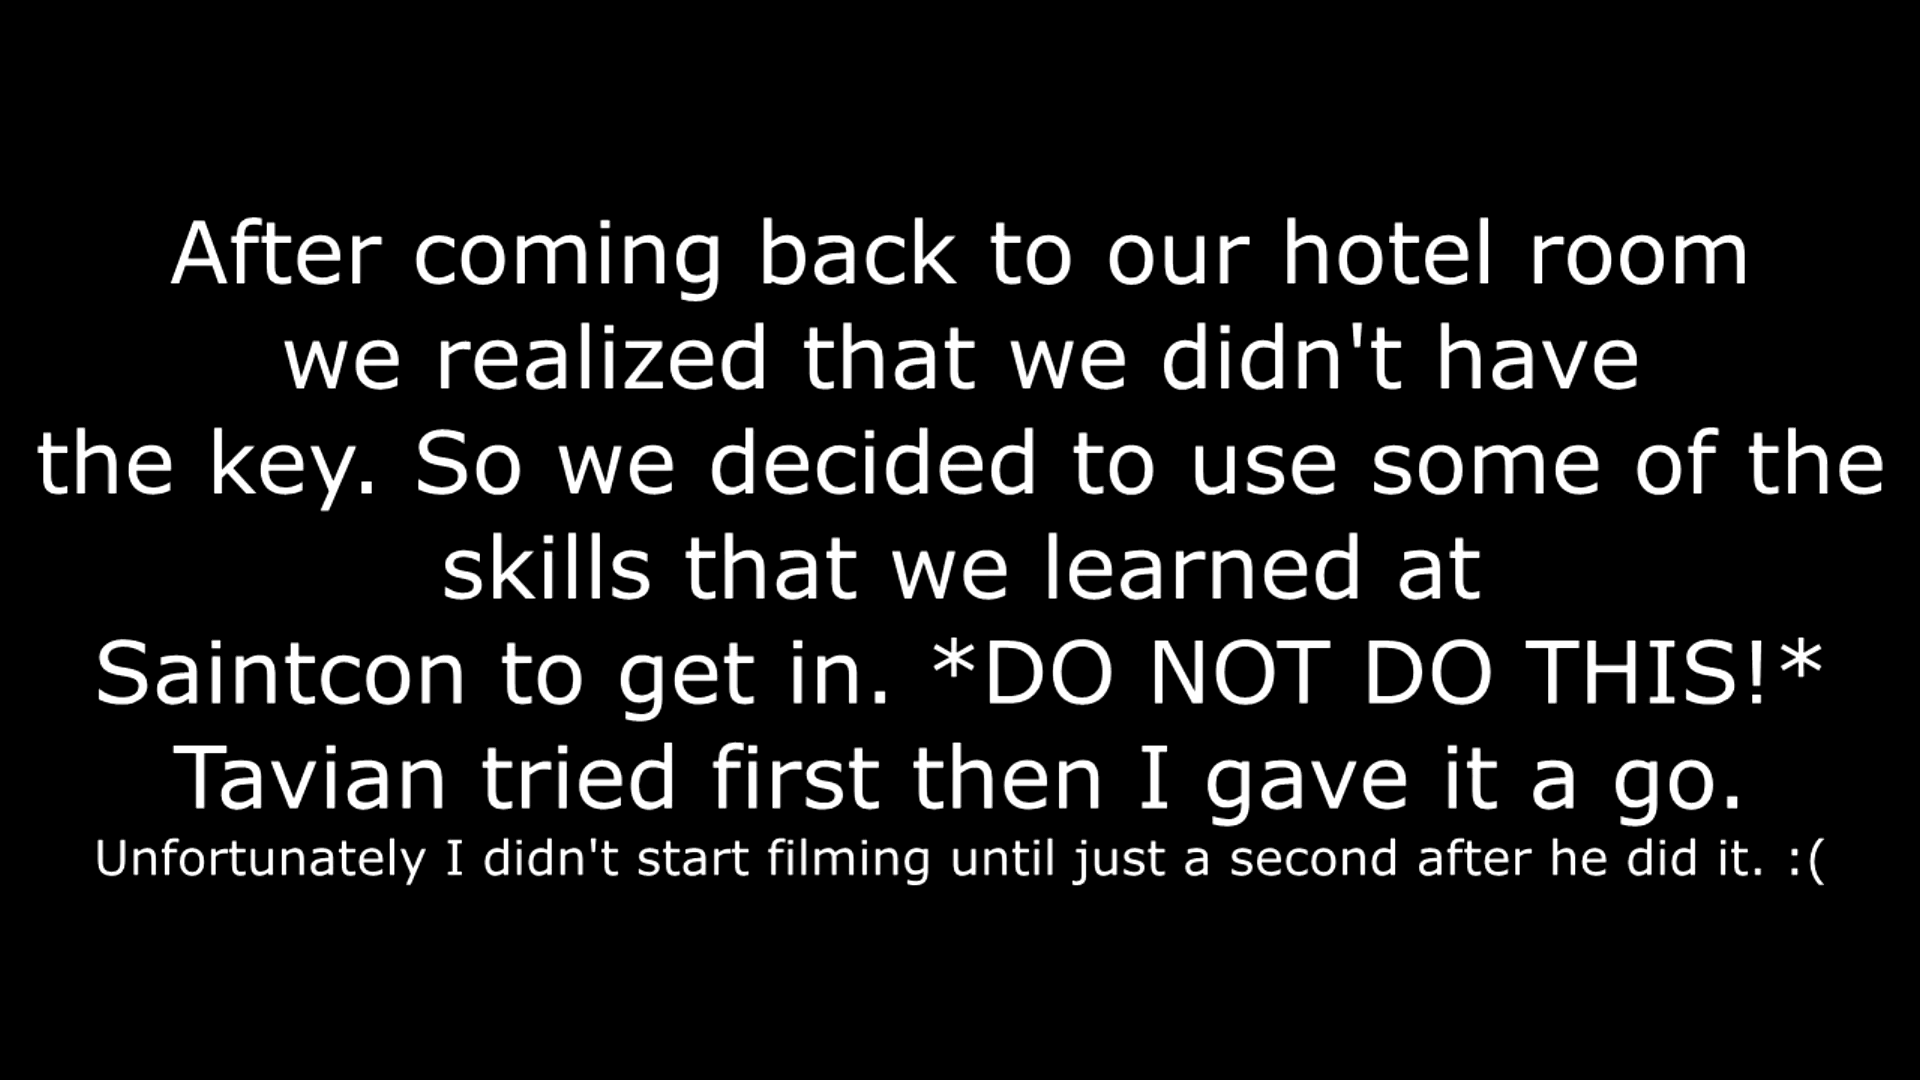 After coming back to our hotel room
we realized that we didn't have
the key. So we decided to use some of the
skills that we learned at
Saintcon to get in. *DO NOT DO THIS!*
Tavian tried first then I gave it a go.
Unfortunately I didn't start filming until just a second after he did it. :(